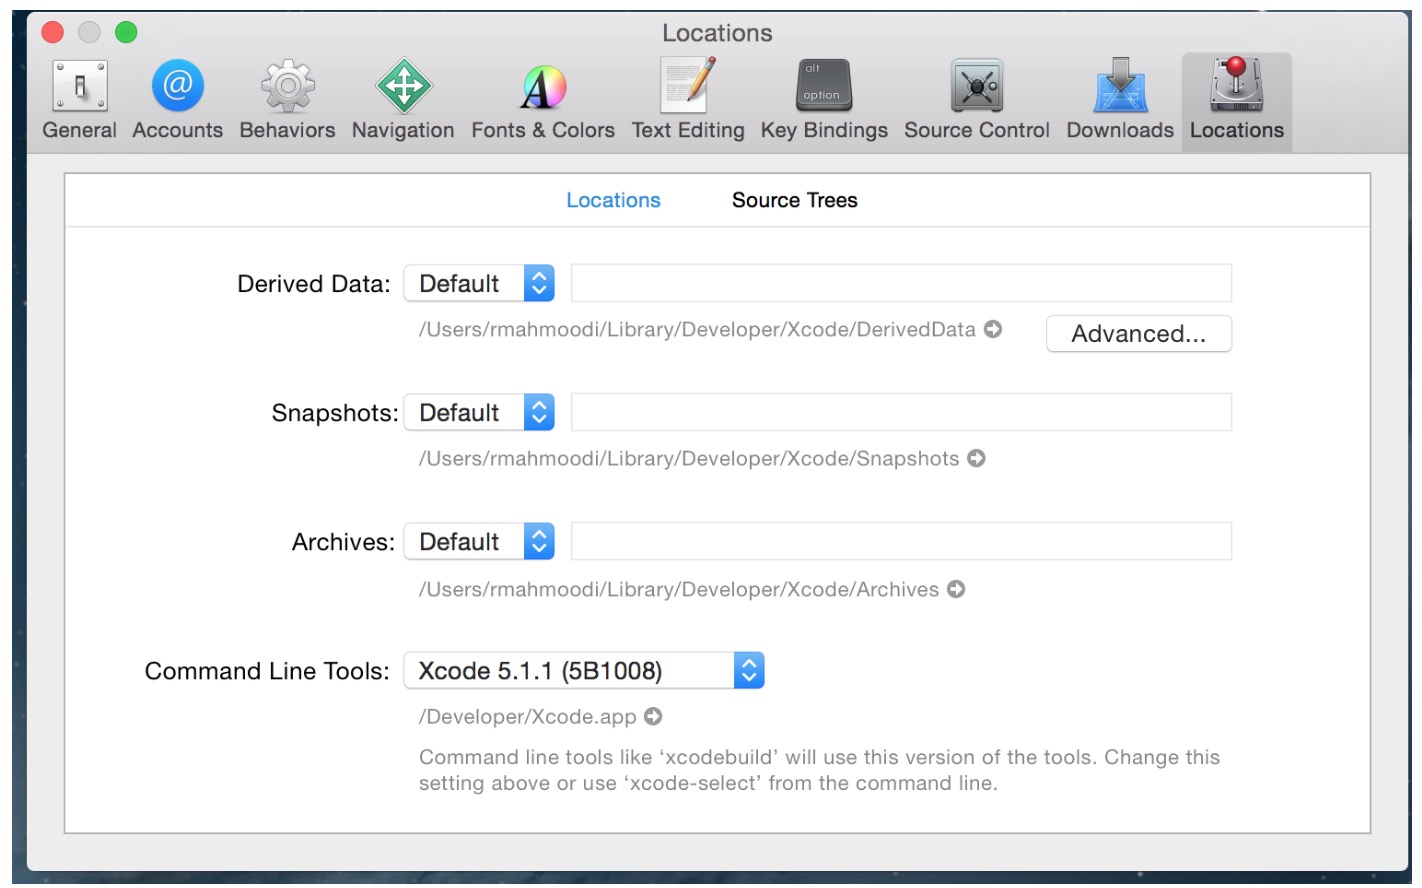 Locations
alt
option
General Accounts Behaviors Navigation Fonts & Colors Text Editing Key Bindings Source Control Downloads Locations
Locations Source Trees
Derived Data: Default
/Users/rmahmoodi/Library/Developer/Xcode/DerivedData
Advanced...
Snapshots: Default
/Users/rmahmoodi/Library/Developer/Xcode/Snapshots
Archives: Default
/Users/rmahmoodi/Library/Developer/Xcode/Archives
Command Line Tools: Xcode 5.1.1 (5B1008)
/Developer/Xcode.app
Command line tools like ‘xcodebuild’ will use this version of the tools. Change this
setting above or use ‘xcode-select’ from the command line.